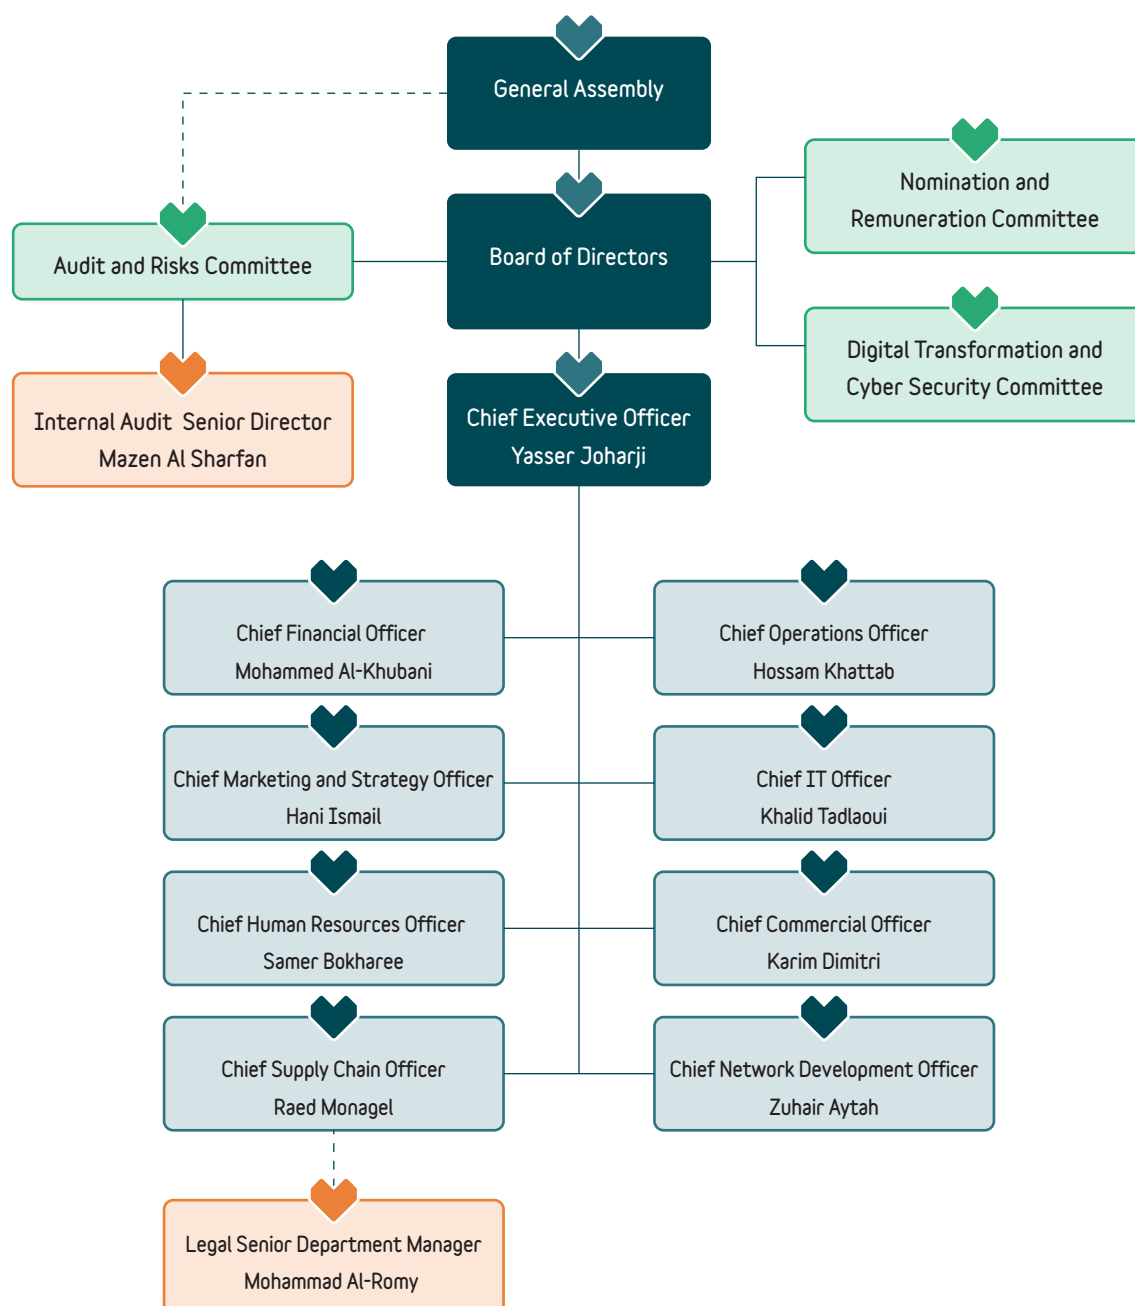 General Assembly
Nomination and
Remuneration Committee
Audit and Risks Committee
Board of Directors
Digital Transformation and
Cyber Security Committee
Internal Audit Senior Director
Mazen Al Sharfan
Chief Executive Officer
Yasser Joharji
Chief Financial Officer
Mohammed Al-Khubani
Chief Operations Officer
Hossam Khattab
Chief Marketing and Strategy Officer
Hani Ismail
Chief IT Officer
Khalid Tadlaoui
Chief Human Resources Officer
Samer Bokharee
Chief Commercial Officer
Karim Dimitri
Chief Supply Chain Officer
Raed Monagel
Chief Network Development Officer
Zuhair Aytah
Legal Senior Department Manager
Mohammad Al-Romy